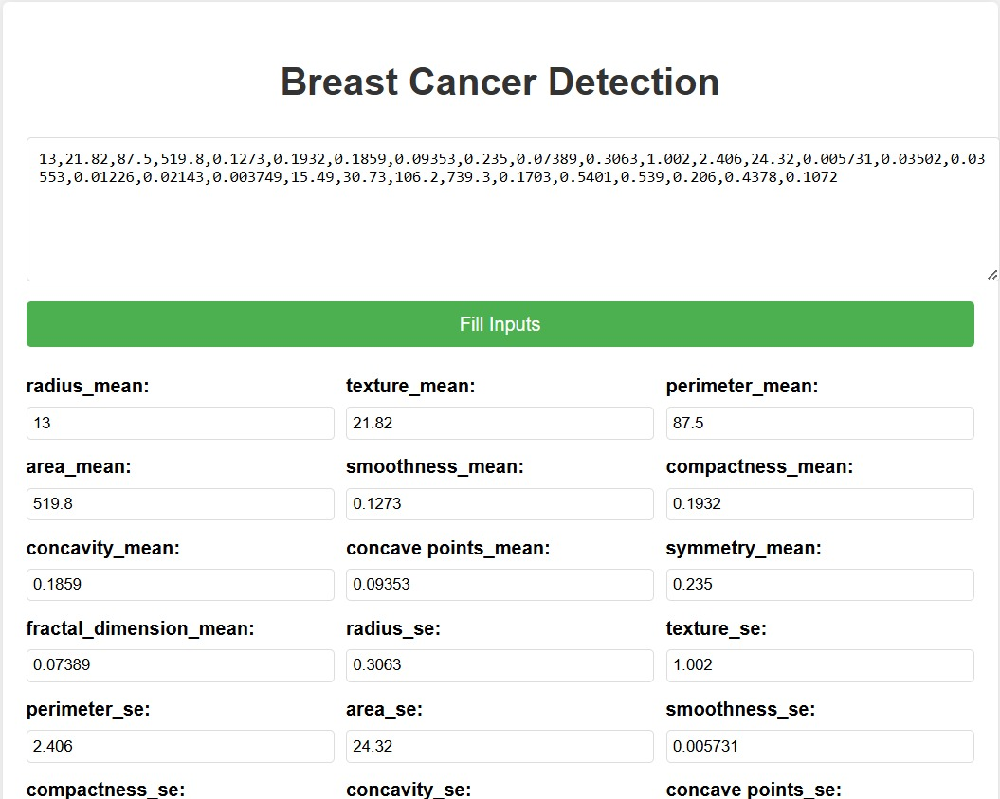 Breast Cancer Detection
13,21.82,87.5,519.8,0.1273,0.1932,0.1859,0.09353,0.235,0.07389,0.3063,1.002,2.406,24.32,0.005731,0.03502,0.03
553,0.01226,0.02143,0.003749,15.49,30.73,106.2,739.3,0.1703,0.5401,0.539,0.206,0.4378,0.1072
Fill Inputs
radius_mean: texture_mean: perimeter_mean:
13 21.82 87.5
area_mean: smoothness_mean: compactness_mean:
519.8 0.1273 0.1932
concavity_mean: concave points_mean: symmetry_mean:
0.1859 0.09353 0.235
fractal_dimension_mean: radius_se: texture_se:
0.07389 0.3063 1.002
perimeter_se: area_se: smoothness_se:
2.406 24.32 0.005731
compactness_se: concavity_se: concave points_se: